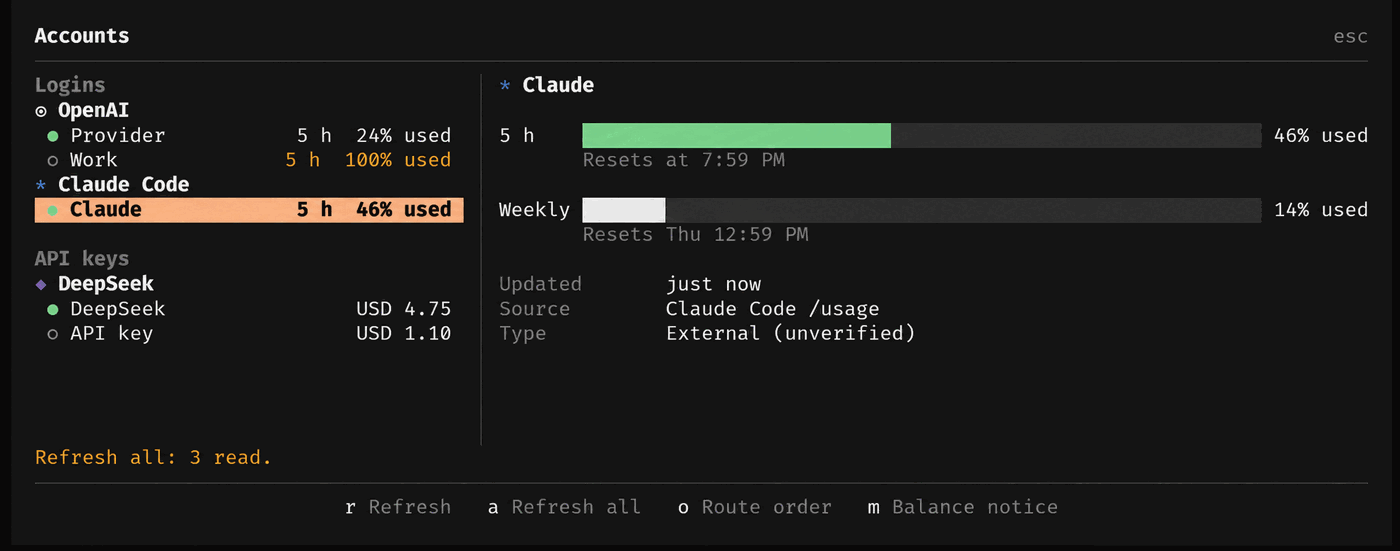 Accounts esc
Logins
OpenAI
Provider 5 h 24% used
Work 5 h 100% used
* Claude Code
Claude 5 h 46% used
API keys
DeepSeek
DeepSeek USD 4.75
API key USD 1.10
* Claude
5 h 46% used
Resets at 7:59 PM
Weekly 14% used
Resets Thu 12:59 PM
Updated just now
Source Claude Code /usage
Type External (unverified)
Refresh all: 3 read.
r Refresh a Refresh all o Route order m Balance notice